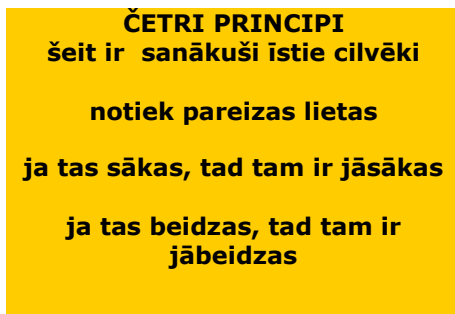 ČETRI PRINCIPI
šeit ir  sanākuši īstie cilvēki
notiek pareizas lietas
ja tas sākas, tad tam ir jāsākas
ja tas beidzas, tad tam ir
jābeidzas